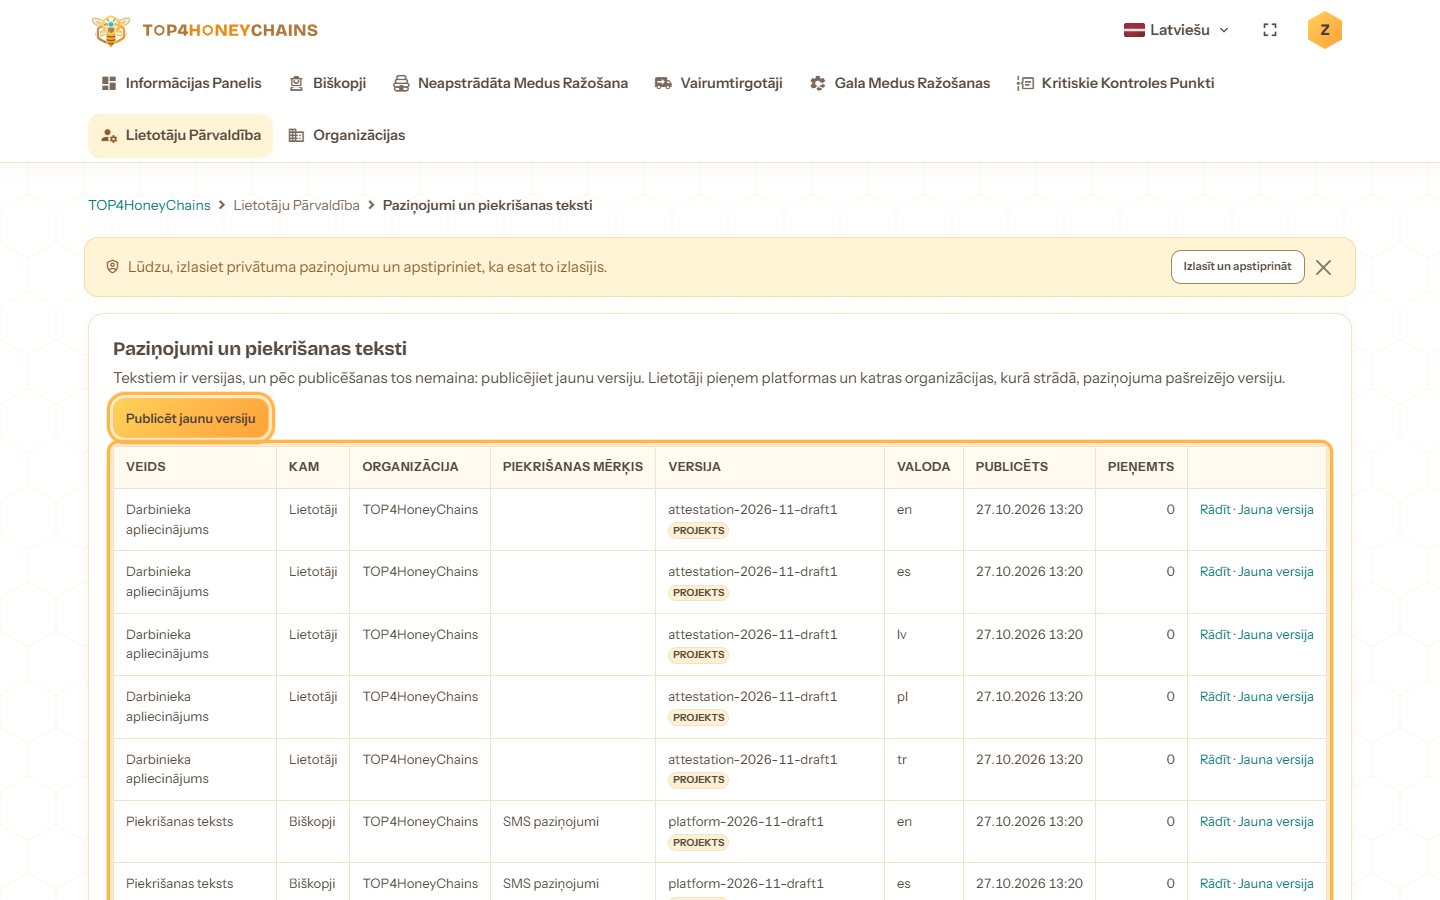 TOP4HONEYCHAINS
Latviešu
Z
Informācijas Panelis
Biškopji
Neapstrādāta Medus Ražošana
Vairumtirgotāji
Gala Medus Ražošanas
Kritiskie Kontroles Punkti
Lietotāju Pārvaldība
Organizācijas
TOP4HoneyChains > Lietotāju Pārvaldība > Paziņojumi un piekrišanas teksti
Lūdzu, izlasiet privātuma paziņojumu un apstipriniet, ka esat to izlasījis.
Izlasīt un apstiprināt
Paziņojumi un piekrišanas teksti
Tekstiem ir versijas, un pēc publicēšanas tos nemaina: publicējiet jaunu versiju. Lietotāji pieņem platformas un katras organizācijas, kurā strādā, paziņojuma pašreizējo versiju.
Publicēt jaunu versiju
VEIDS KAM ORGANIZĀCIJA PIEKRIŠANAS MĒRĶIS VERSIJA VALODA PUBLICĒTS PIEŅEMTS
Darbinieka apliecinājums Lietotāji TOP4HoneyChains attestation-2026-11-draft1 PROJEKTS en 27.10.2026 13:20 0 Rādīt · Jauna versija
Darbinieka apliecinājums Lietotāji TOP4HoneyChains attestation-2026-11-draft1 PROJEKTS es 27.10.2026 13:20 0 Rādīt · Jauna versija
Darbinieka apliecinājums Lietotāji TOP4HoneyChains attestation-2026-11-draft1 PROJEKTS lv 27.10.2026 13:20 0 Rādīt · Jauna versija
Darbinieka apliecinājums Lietotāji TOP4HoneyChains attestation-2026-11-draft1 PROJEKTS pl 27.10.2026 13:20 0 Rādīt · Jauna versija
Darbinieka apliecinājums Lietotāji TOP4HoneyChains attestation-2026-11-draft1 PROJEKTS tr 27.10.2026 13:20 0 Rādīt · Jauna versija
Piekrišanas teksts Biškopji TOP4HoneyChains SMS paziņojumi platform-2026-11-draft1 PROJEKTS en 27.10.2026 13:20 0 Rādīt · Jauna versija
Piekrišanas teksts Biškopji TOP4HoneyChains SMS paziņojumi platform-2026-11-draft1 es 27.10.2026 13:20 0 Rādīt · Jauna versija